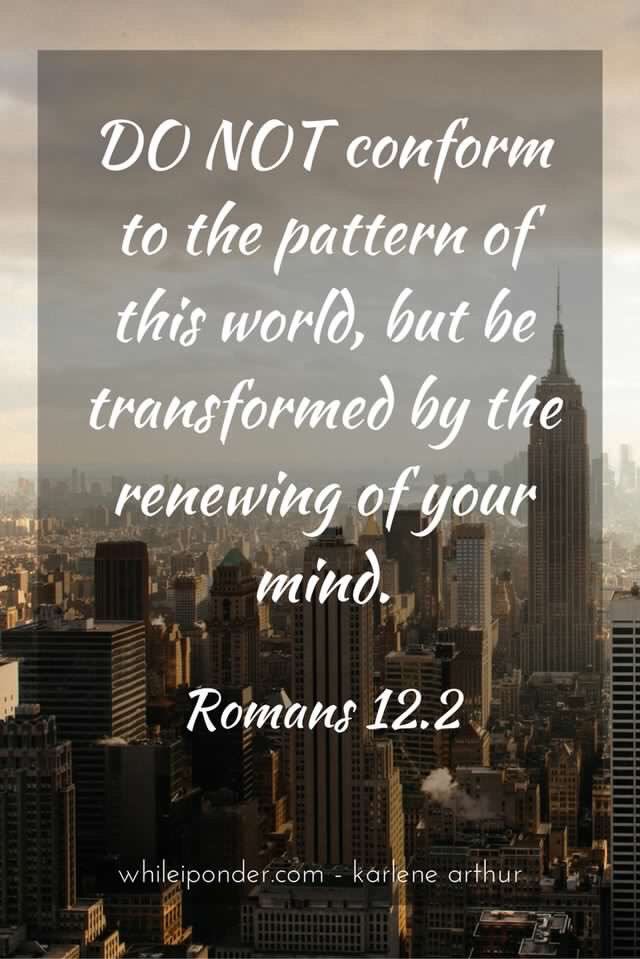 DO NOT conform
to the pattern of
this world, but be
transformed by the
renewing of your
mind.
Romans 12.2
whileiponder.com - karlene arthur